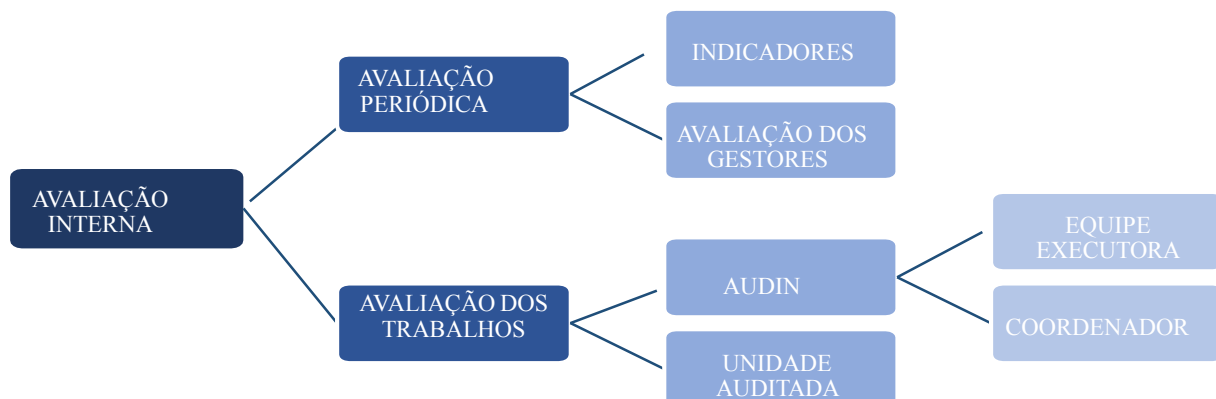 AVALIAÇÃO
INTERNA
AVALIAÇÃO
PERIÓDICA
INDICADORES
AVALIAÇÃO DOS
GESTORES
AVALIAÇÃO DOS
TRABALHOS
AUDIN
EQUIPE
EXECUTORA
COORDENADOR
UNIDADE
AUDITADA